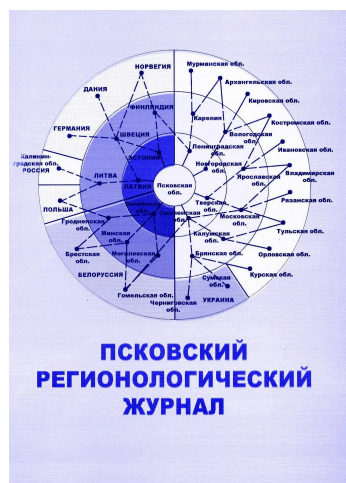 НОРВЕГИЯ
Мурманская обл.
ДАНИЯ
Архангельская обл.
ФИНЛЯНДИЯ
Кировская обл.
Карелия
Костромская обл.
ГЕРМАНИЯ
ШВЕЦИЯ
Вологодская
обл.
Ленинградская
обл.
Ивановская обл.
ЭСТОНИЯ
Калинин-
градская обл.
РОССИЯ
Новгородская
обл.
Ярославская
обл.
Владимирская
обл.
ЛИТВА
ЛАТВИЯ
Псковская
обл.
Рязанская обл.
ПОЛЬША
Тверская
обл.
Московская
обл.
Гродненская
обл.
Смоленская
обл.
Тульская обл.
Минская
обл.
Калужская
обл.
Брестская
обл.
Могилевская
обл.
Брянская
обл.
Орловская обл.
БЕЛОРУССИЯ
Курская обл.
Сумская
обл.
Гомельская обл.
Черниговская
обл.
УКРАИНА
ПСКОВСКИЙ
РЕГИОНОЛОГИЧЕСКИЙ
ЖУРНАЛ